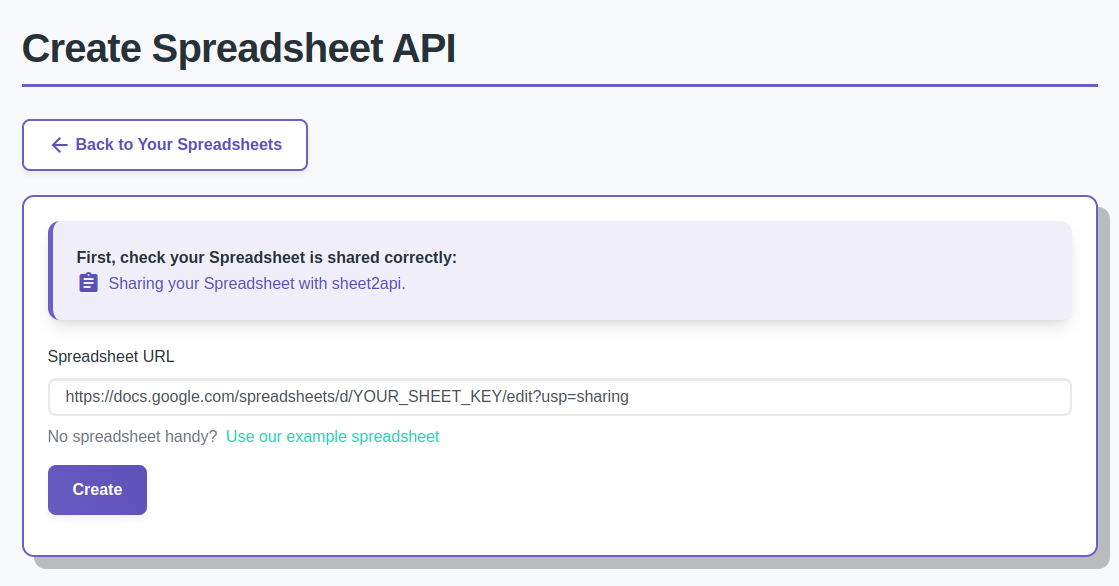 Create Spreadsheet API
Back to Your Spreadsheets
First, check your Spreadsheet is shared correctly:
Sharing your Spreadsheet with sheet2api.
Spreadsheet URL
https://docs.google.com/spreadsheets/d/YOUR_SHEET_KEY/edit?usp=sharing
No spreadsheet handy? Use our example spreadsheet
Create